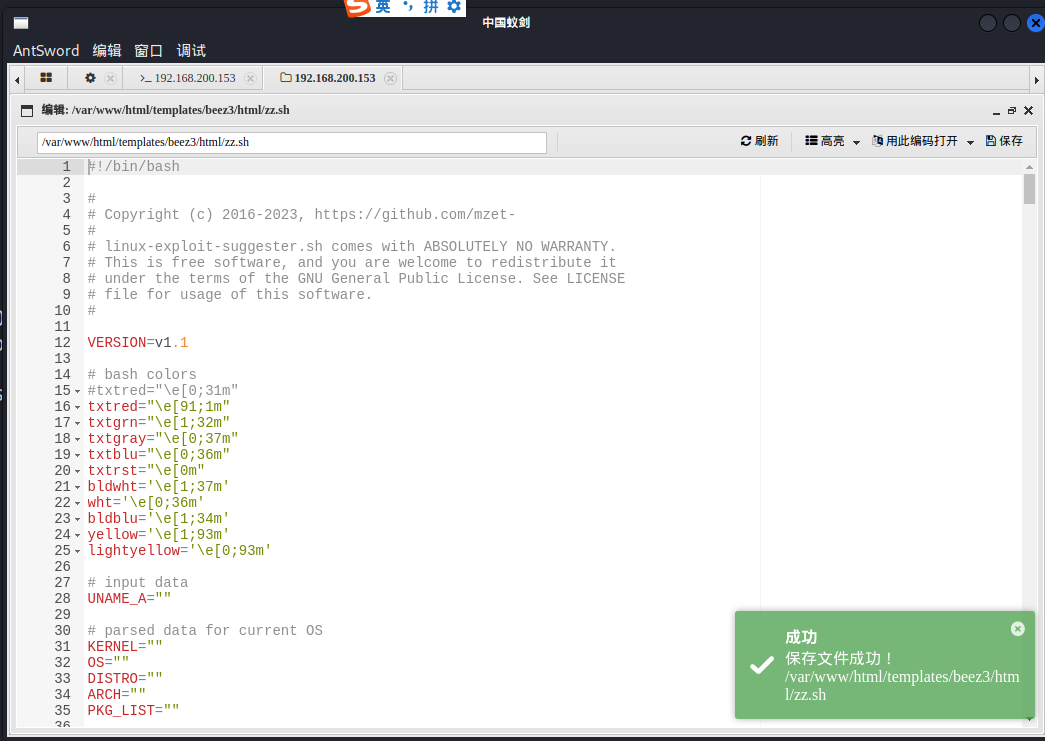 英 拼
中国蚁剑
AntSword 编辑 窗口 调试
>_ 192.168.200.153 192.168.200.153
编辑: /var/www/html/templates/beez3/html/zz.sh
/var/www/html/templates/beez3/html/zz.sh 刷新 高亮 用此编码打开 保存
1 #!/bin/bash
2
3 #
4 # Copyright (c) 2016-2023, https://github.com/mzet-
5 #
6 # linux-exploit-suggester.sh comes with ABSOLUTELY NO WARRANTY.
7 # This is free software, and you are welcome to redistribute it
8 # under the terms of the GNU General Public License. See LICENSE
9 # file for usage of this software.
10 #
11
12 VERSION=v1.1
13
14 # bash colors
15 #txtred="\e[0;31m"
16 txtred="\e[91;1m"
17 txtgrn="\e[1;32m"
18 txtgray="\e[0;37m"
19 txtblu="\e[0;36m"
20 txtrst="\e[0m"
21 bldwht='\e[1;37m'
22 wht='\e[0;36m'
23 bldblu='\e[1;34m'
24 yellow='\e[1;93m'
25 lightyellow='\e[0;93m'
26
27 # input data
28 UNAME_A=""
29
30 # parsed data for current OS
31 KERNEL=""
32 OS=""
33 DISTRO=""
34 ARCH=""
35 PKG_LIST=""
36
成功
保存文件成功！
/var/www/html/templates/beez3/htm
l/zz.sh